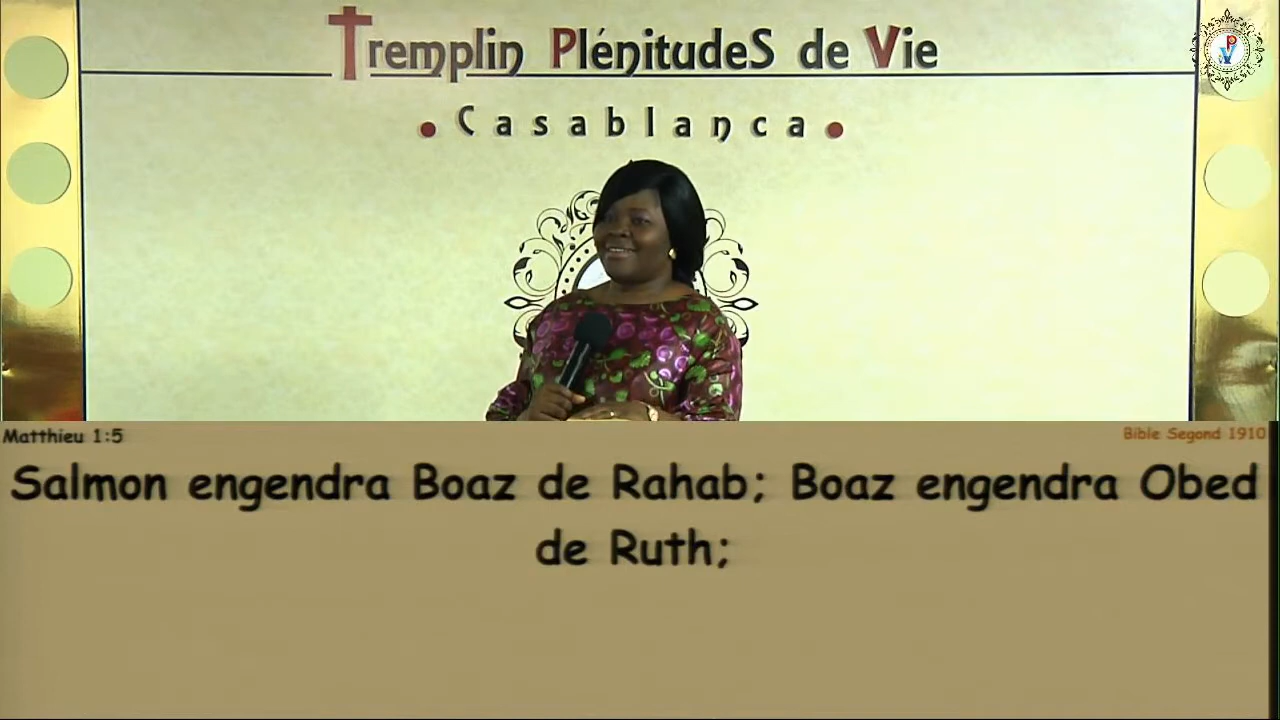 Tremplin PlénitudeS de Vie
Casablanca
Matthieu 1:5
Bible Segond 1910
Salmon engendra Boaz de Rahab; Boaz engendra Obed
de Ruth;